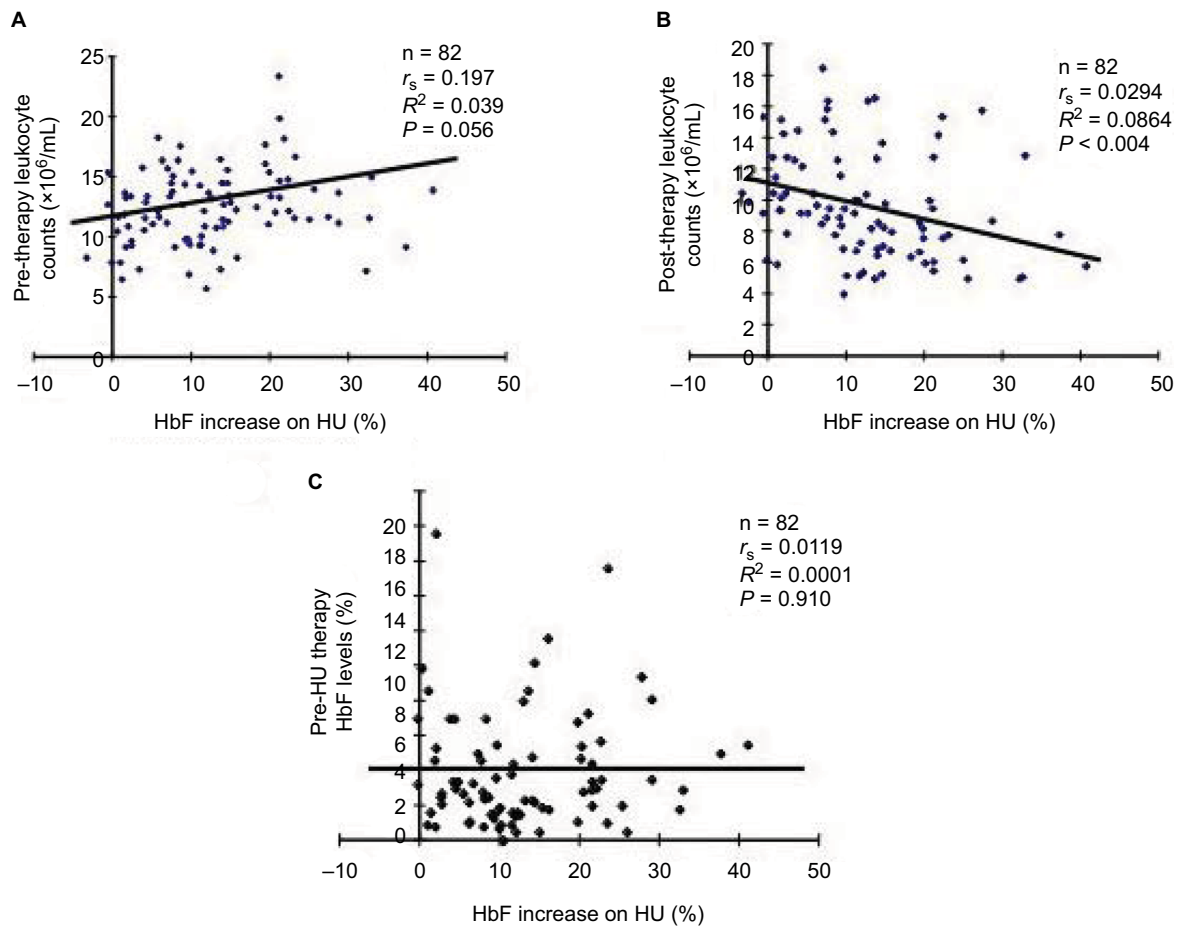 A
Pre-therapy leukocyte
counts (×10⁶/mL)
25
20
15
10
5
0
n = 82
rₛ = 0.197
R² = 0.039
P = 0.056
–10
0
10
20
30
40
50
HbF increase on HU (%)
B
Post-therapy leukocyte
counts (×10⁶/mL)
20
18
16
14
12
10
8
6
4
2
0
n = 82
rₛ = 0.0294
R² = 0.0864
P < 0.004
–10
0
10
20
30
40
50
HbF increase on HU (%)
C
Pre-HU therapy
HbF levels (%)
20
18
16
14
12
10
8
6
4
2
0
n = 82
rₛ = 0.0119
R² = 0.0001
P = 0.910
–10
0
10
20
30
40
50
HbF increase on HU (%)